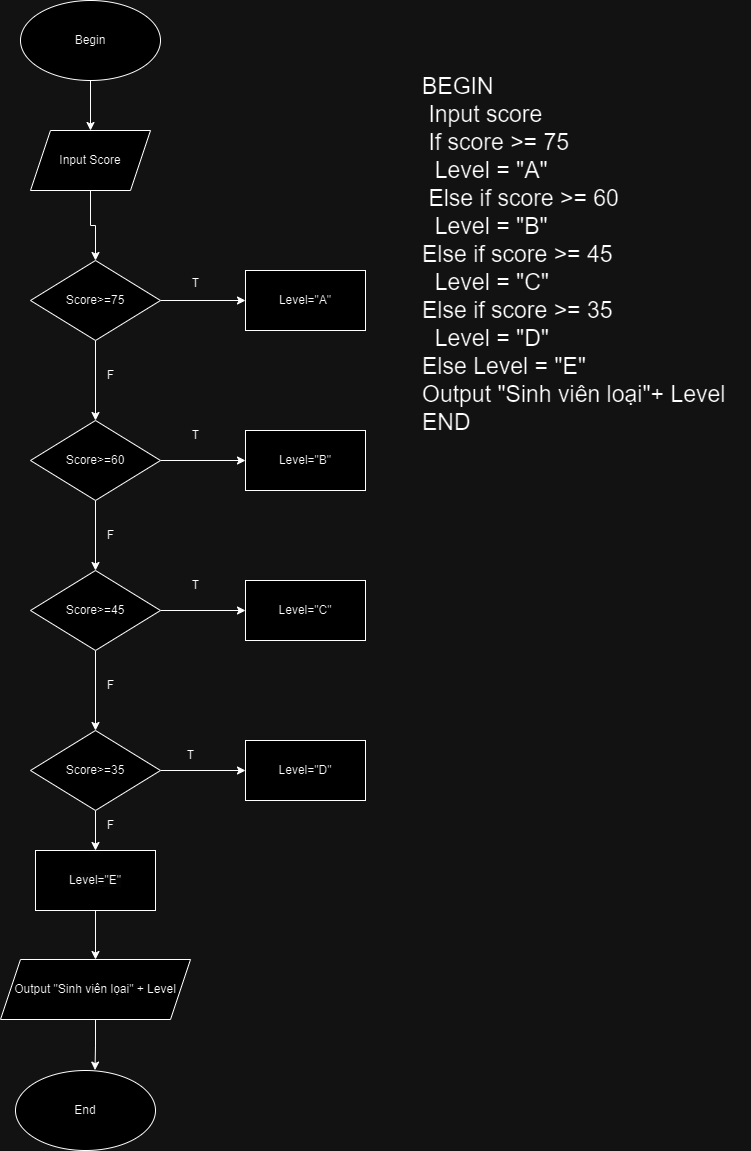 Begin
Input Score
Score>=75
T
Level="A"
F
Score>=60
T
Level="B"
F
Score>=45
T
Level="C"
F
Score>=35
T
Level="D"
F
Level="E"
Output "Sinh viên lọai" + Level
End
BEGIN
Input score
If score >= 75
Level = "A"
Else if score >= 60
Level = "B"
Else if score >= 45
Level = "C"
Else if score >= 35
Level = "D"
Else Level = "E"
Output "Sinh viên loại"+ Level
END